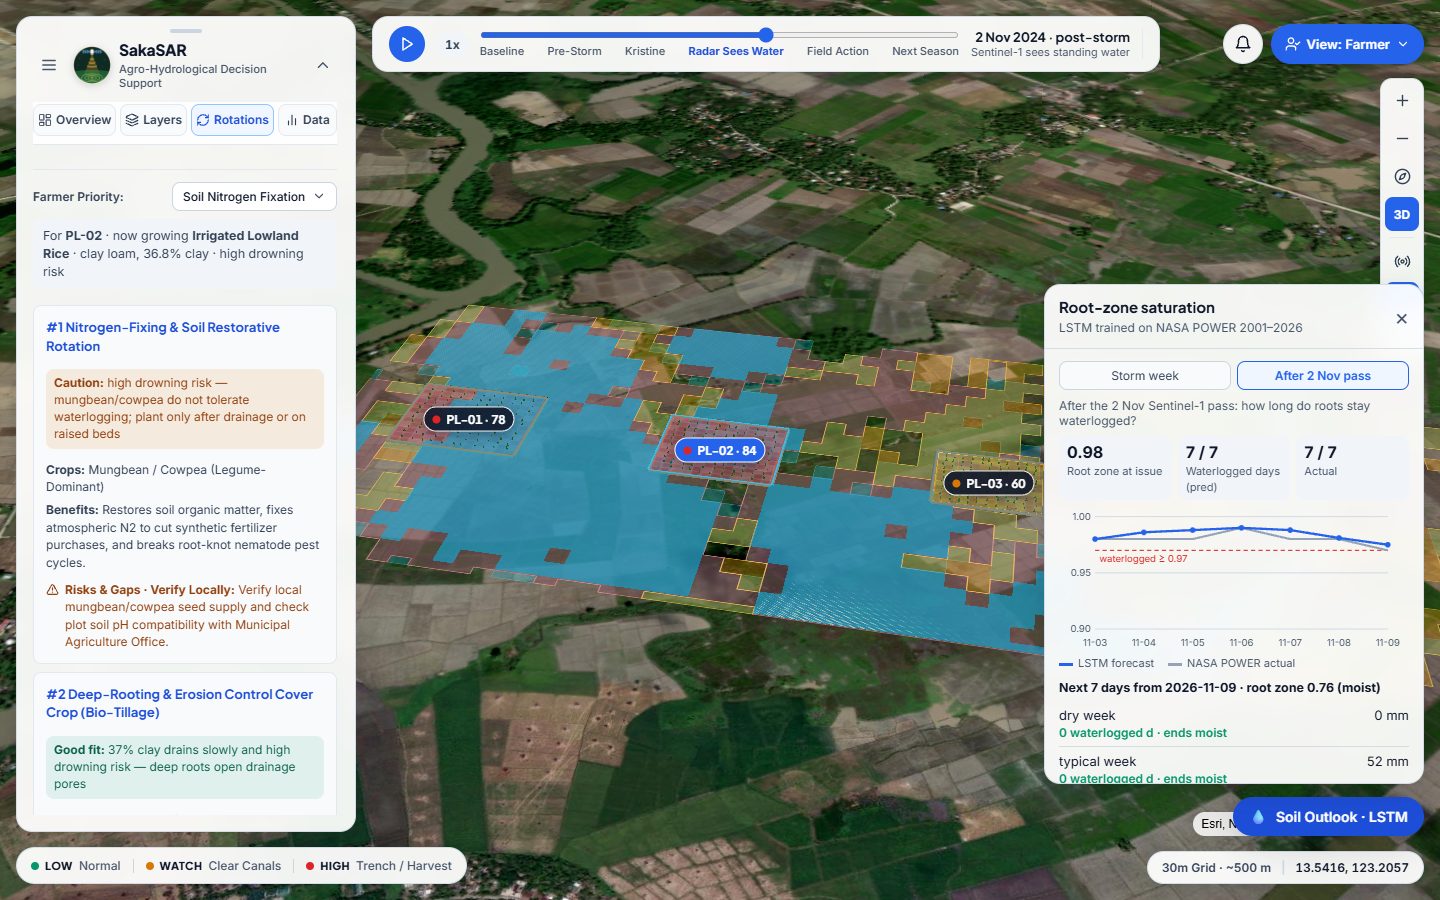 SakaSAR
Agro-Hydrological Decision
Support
Overview
Layers
Rotations
Data
Farmer Priority:
Soil Nitrogen Fixation
For PL-02 · now growing Irrigated Lowland
Rice · clay loam, 36.8% clay · high drowning
risk
#1 Nitrogen-Fixing & Soil Restorative
Rotation
Caution: high drowning risk —
mungbean/cowpea do not tolerate
waterlogging; plant only after drainage or on
raised beds
Crops: Mungbean / Cowpea (Legume-
Dominant)
Benefits: Restores soil organic matter, fixes
atmospheric N2 to cut synthetic fertilizer
purchases, and breaks root-knot nematode pest
cycles.
Risks & Gaps · Verify Locally: Verify local
mungbean/cowpea seed supply and check
plot soil pH compatibility with Municipal
Agriculture Office.
#2 Deep-Rooting & Erosion Control Cover
Crop (Bio-Tillage)
Good fit: 37% clay drains slowly and high
drowning risk — deep roots open drainage
pores
LOW Normal
WATCH Clear Canals
HIGH Trench / Harvest
1x
Baseline
Pre-Storm
Kristine
Radar Sees Water
Field Action
Next Season
2 Nov 2024 · post-storm
Sentinel-1 sees standing water
View: Farmer
3D
PL-01 · 78
PL-02 · 84
PL-03 · 60
Root-zone saturation
LSTM trained on NASA POWER 2001–2026
Storm week
After 2 Nov pass
After the 2 Nov Sentinel-1 pass: how long do roots stay
waterlogged?
0.98
Root zone at issue
7 / 7
Waterlogged days
(pred)
7 / 7
Actual
1.00
waterlogged ≥ 0.97
0.95
0.90
11-03
11-04
11-05
11-06
11-07
11-08
11-09
LSTM forecast
NASA POWER actual
Next 7 days from 2026-11-09 · root zone 0.76 (moist)
dry week
0 mm
0 waterlogged d · ends moist
typical week
52 mm
0 waterlogged d · ends moist
Esri,
Soil Outlook · LSTM
30m Grid · ~500 m
13.5416, 123.2057